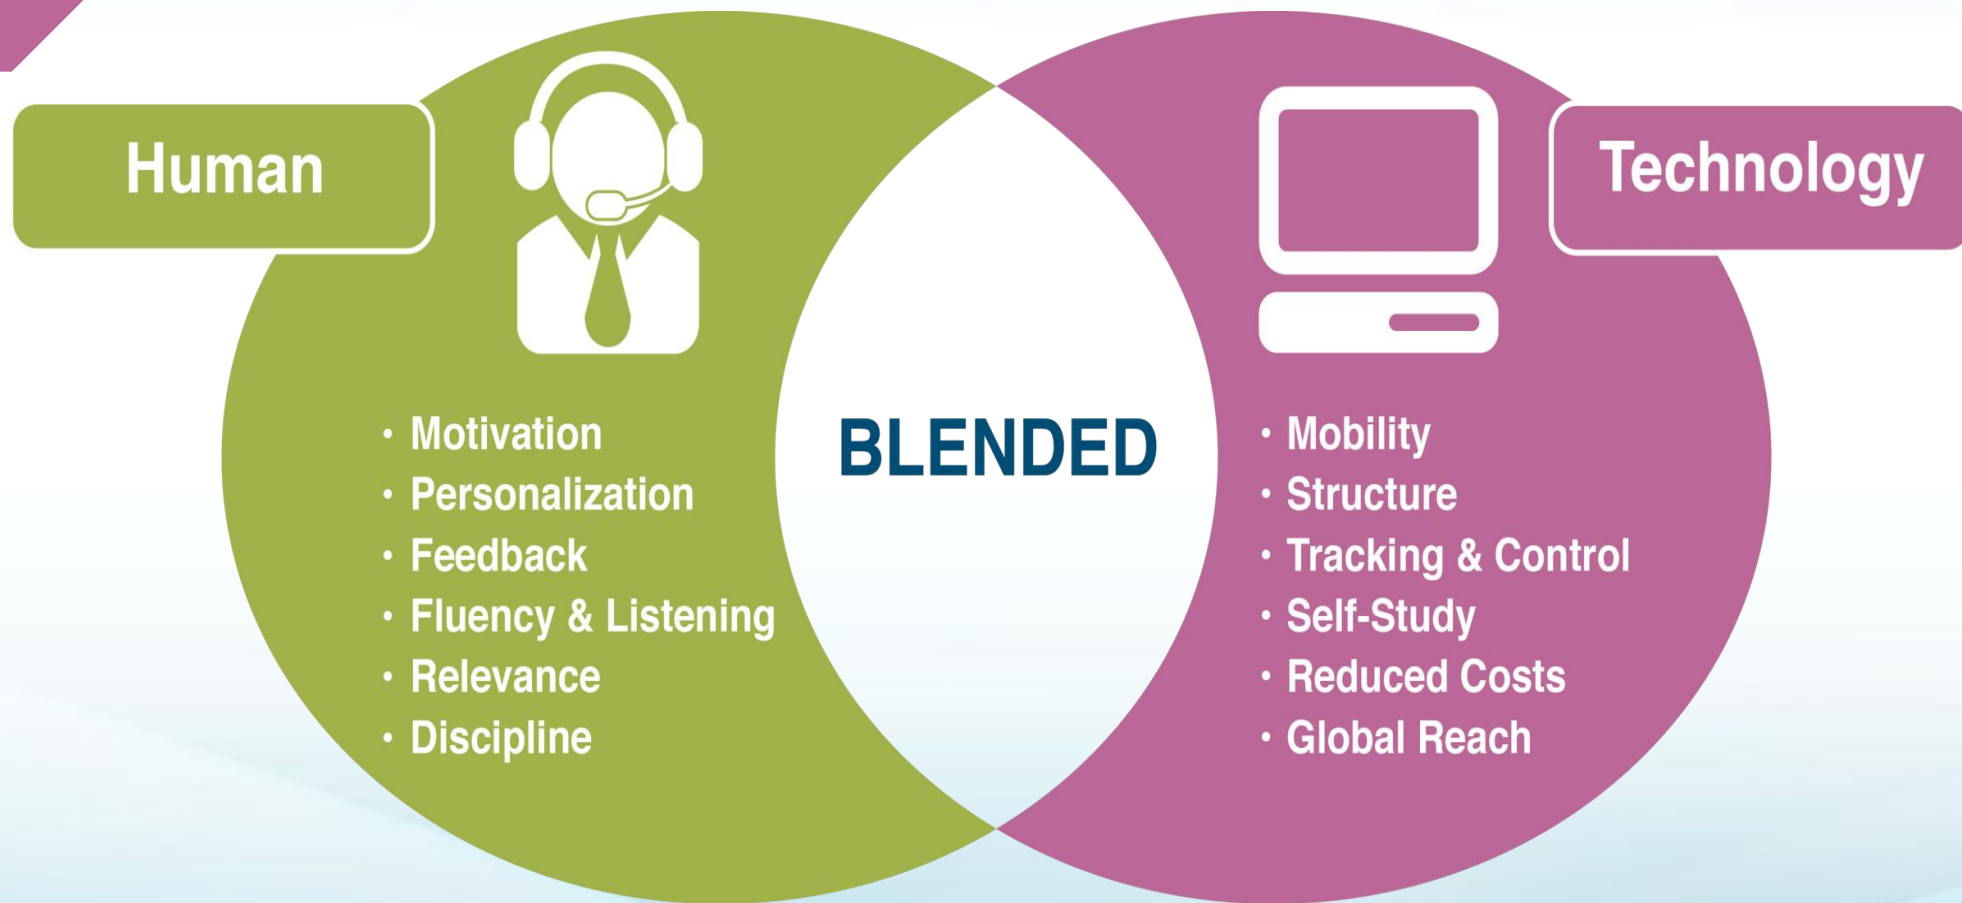 Human
• Motivation
• Personalization
• Feedback
• Fluency & Listening
• Relevance
• Discipline
BLENDED
Technology
• Mobility
• Structure
• Tracking & Control
• Self-Study
• Reduced Costs
• Global Reach